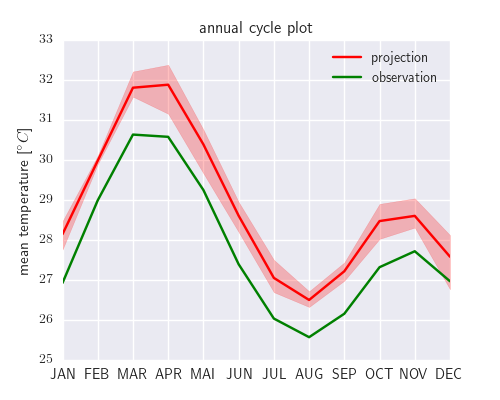 annual cycle plot
33
32
31
30
29
28
27
26
25
mean temperature [°C]
projection
observation
JAN FEB MAR APR MAI JUN JUL AUG SEP OCT NOV DEC